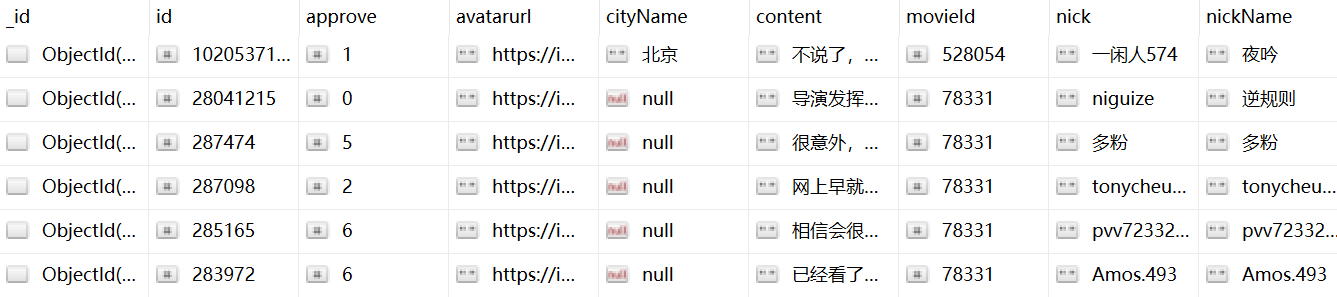 _id id approve avatarurl cityName content movieId nick nickName
ObjectId(... 10205371... 1 https://i... 北京 不说了，... 528054 一闲人574 夜吟
ObjectId(... 28041215 0 https://i... null 导演发挥... 78331 niguize 逆规则
ObjectId(... 287474 5 https://i... null 很意外，... 78331 多粉 多粉
ObjectId(... 287098 2 https://i... null 网上早就... 78331 tonycheu... tonycheu...
ObjectId(... 285165 6 https://i... null 相信会很... 78331 pvv72332... pvv72332...
ObjectId(... 283972 6 https://i... null 已经看了... 78331 Amos.493 Amos.493